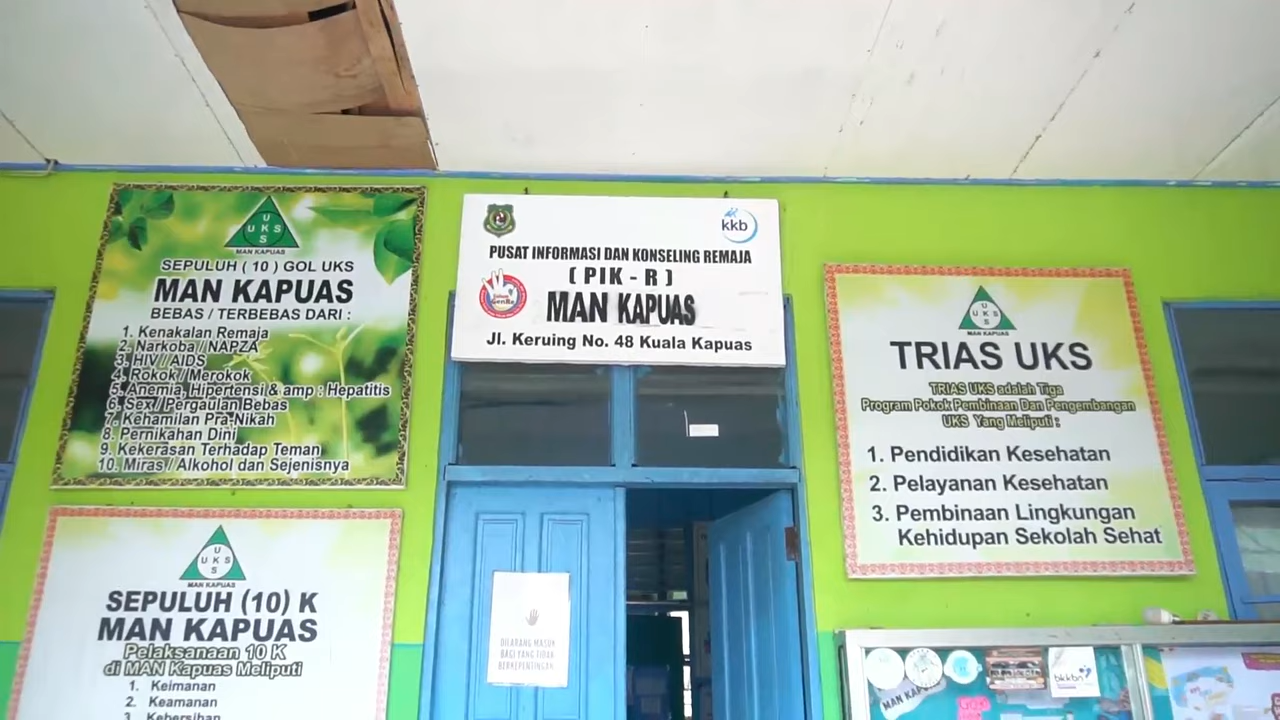 UKS
MAN KAPUAS
SEPULUH ( 10 ) GOL UKS
MAN KAPUAS
BEBAS / TERBEBAS DARI :
1. Kenakalan Remaja
2. Narkoba / NAPZA
3. HIV / AIDS
4. Rokok / Merokok
5. Anemia, Hipertensi & amp : Hepatitis
6. Sex / Pergaulan Bebas
7. Kehamilan Pra-Nikah
8. Pernikahan Dini
9. Kekerasan Terhadap Teman
10. Miras / Alkohol dan Sejenisnya
UKS
MAN KAPUAS
SEPULUH (10) K
MAN KAPUAS
Pelaksanaan 10 K
di MAN Kapuas Meliputi
1. Keimanan
2. Keamanan
3. Kebersihan
kkb
PUSAT INFORMASI DAN KONSELING REMAJA
( PIK - R )
GenRe
MAN KAPUAS
Jl. Keruing No. 48 Kuala Kapuas
DILARANG MASUK
BAGI YANG TIDAK
BERKEPENTINGAN
UKS
MAN KAPUAS
TRIAS UKS
TRIAS UKS adalah Tiga
Program Pokok Pembinaan Dan Pengembangan
UKS Yang Meliputi :
1. Pendidikan Kesehatan
2. Pelayanan Kesehatan
3. Pembinaan Lingkungan
Kehidupan Sekolah Sehat
MAN KAPUAS
bkkbn